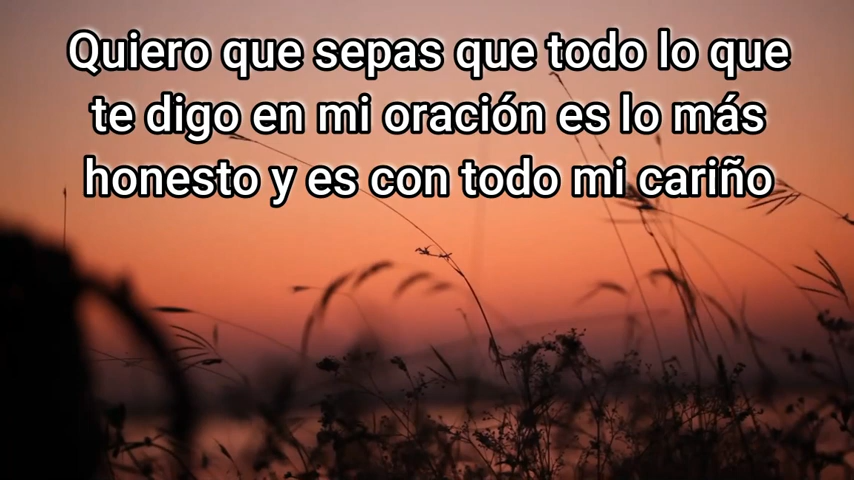 Quiero que sepas que todo lo que
te digo en mi oración es lo más
honesto y es con todo mi cariño